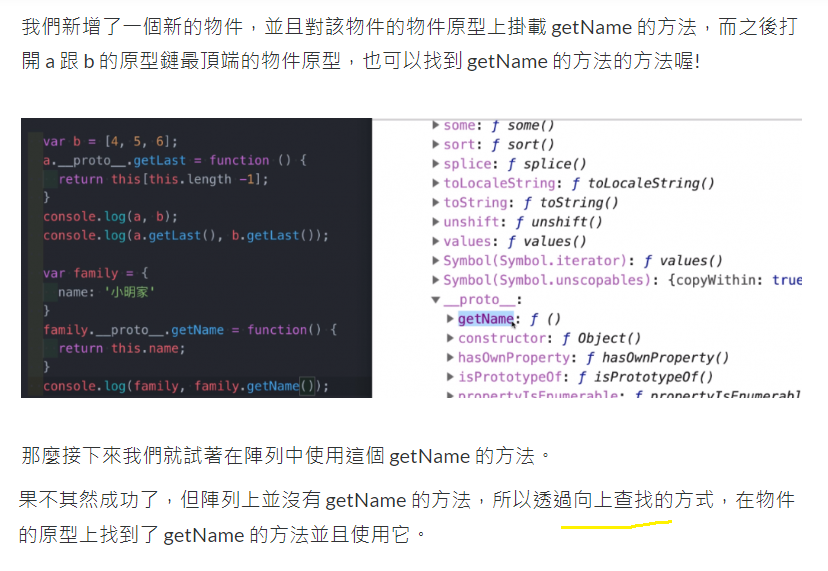 我們新增了一個新的物件，並且對該物件的物件原型上掛載 getName 的方法，而之後打
開 a 跟 b 的原型鏈最頂端的物件原型，也可以找到 getName 的方法的方法喔!
var b = [4, 5, 6];
a.__proto__.getLast = function () {
return this[this.length -1];
}
console.log(a, b);
console.log(a.getLast(), b.getLast());
var family = {
name: '小明家'
}
family.__proto__.getName = function() {
return this.name;
}
console.log(family, family.getName());
▶ some: ƒ some()
▶ sort: ƒ sort()
▶ splice: ƒ splice()
▶ toLocaleString: ƒ toLocaleString()
▶ toString: ƒ toString()
▶ unshift: ƒ unshift()
▶ values: ƒ values()
▶ Symbol(Symbol.iterator): ƒ values()
▶ Symbol(Symbol.unscopables): {copyWithin: true
▼ __proto__:
▶ getName: ƒ ()
▶ constructor: ƒ Object()
▶ hasOwnProperty: ƒ hasOwnProperty()
▶ isPrototypeOf: ƒ isPrototypeOf()
▶ propertyIsEnumerable: ƒ propertyIsEnumerabl
那麼接下來我們就試著在陣列中使用這個 getName 的方法。
果不其然成功了，但陣列上並沒有 getName 的方法，所以透過向上查找的方式，在物件
的原型上找到了 getName 的方法並且使用它。